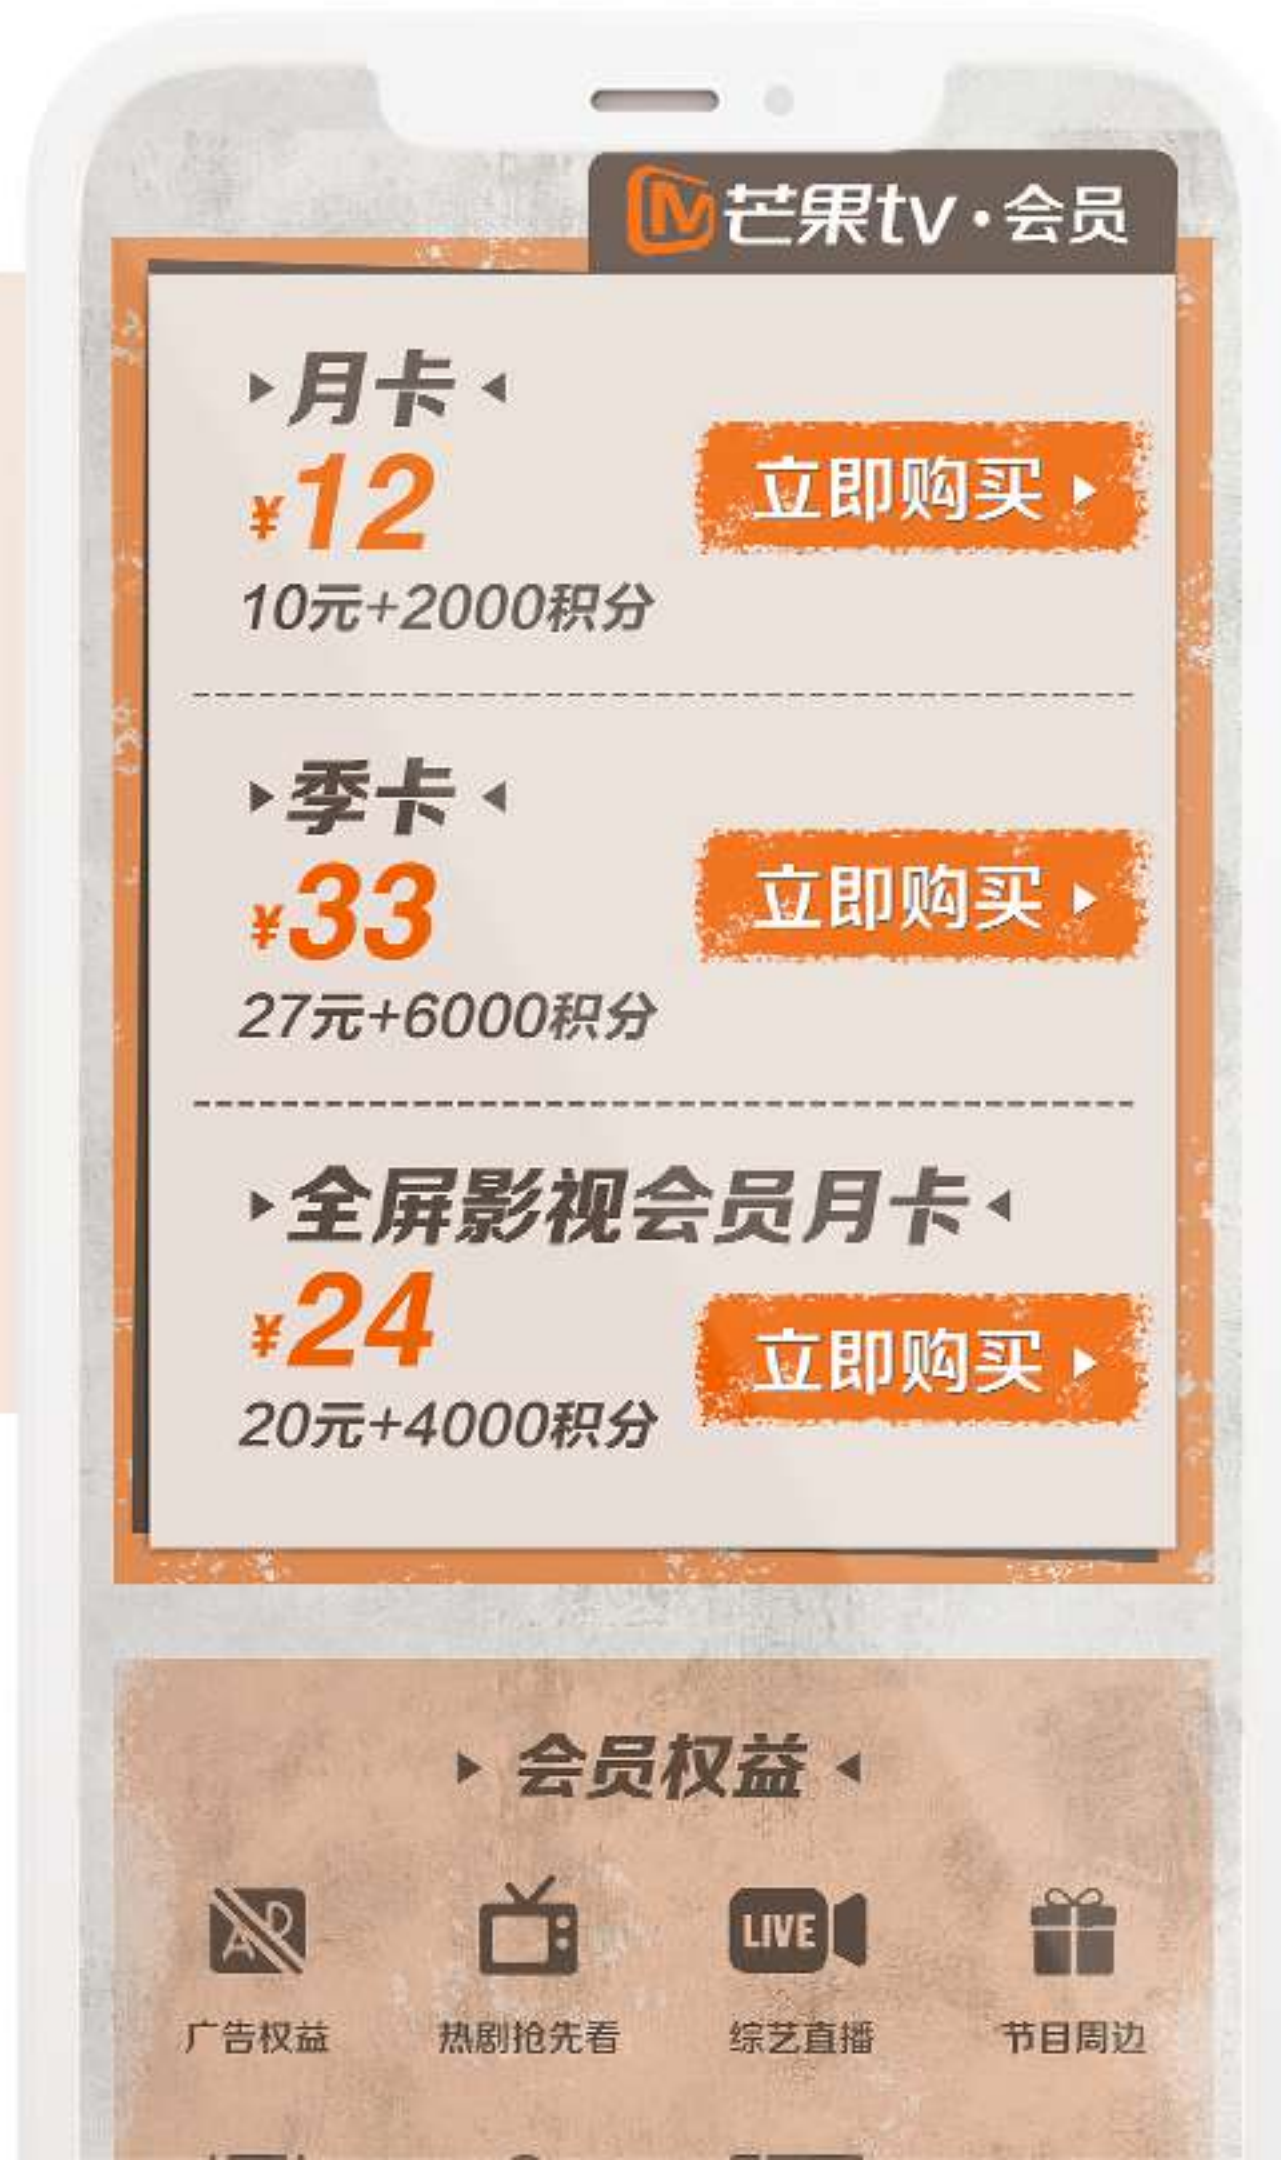 芒果tv·会员
月卡
¥12
立即购买
10元+2000积分
季卡
¥33
立即购买
27元+6000积分
全屏影视会员月卡
¥24
立即购买
20元+4000积分
会员权益
AD
LIVE
广告权益 热剧抢先看 综艺直播 节目周边